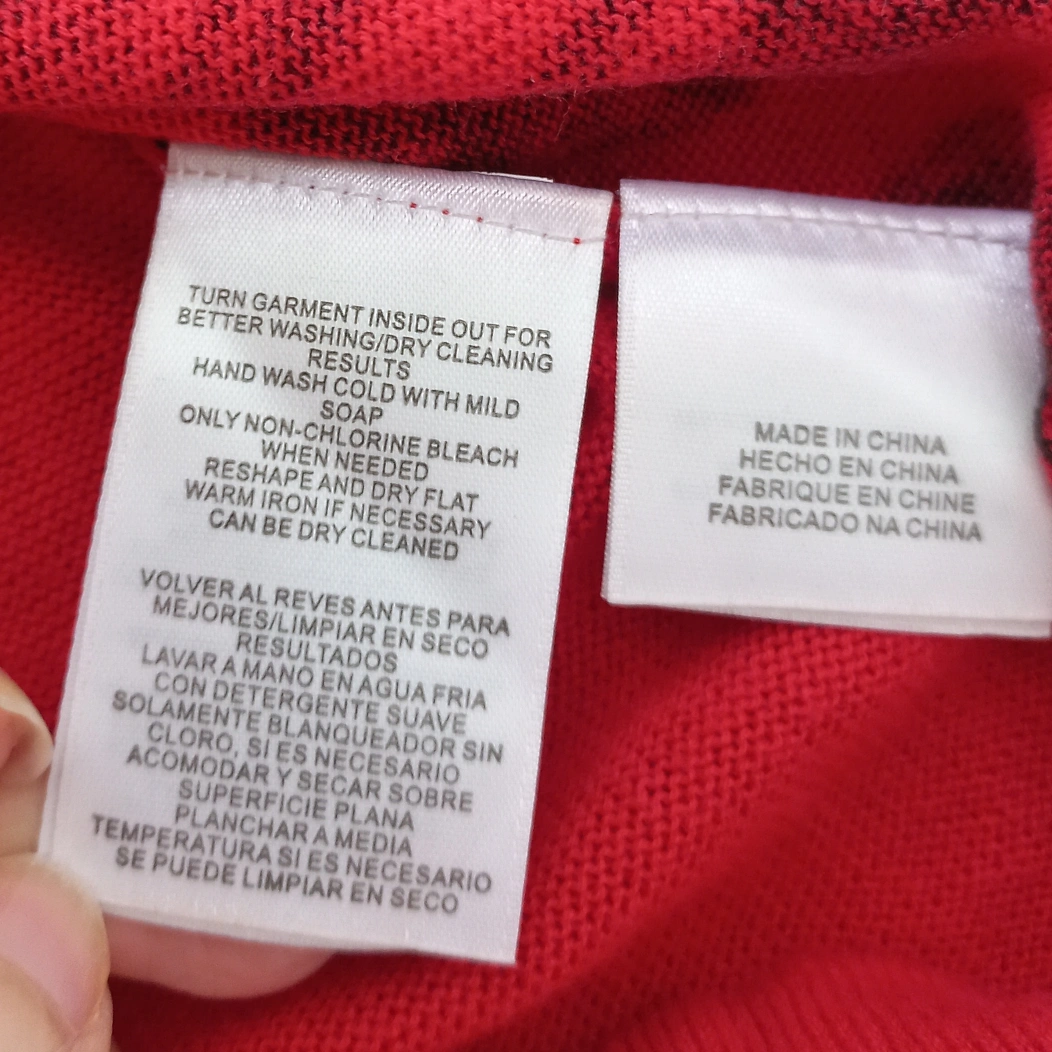 TURN GARMENT INSIDE OUT FOR
BETTER WASHING/DRY CLEANING
RESULTS
HAND WASH COLD WITH MILD
SOAP
ONLY NON-CHLORINE BLEACH
WHEN NEEDED
RESHAPE AND DRY FLAT
WARM IRON IF NECESSARY
CAN BE DRY CLEANED
VOLVER AL REVES ANTES PARA
MEJORES/LIMPIAR EN SECO
RESULTADOS
LAVAR A MANO EN AGUA FRIA
CON DETERGENTE SUAVE
SOLAMENTE BLANQUEADOR SIN
CLORO, SI ES NECESARIO
ACOMODAR Y SECAR SOBRE
SUPERFICIE PLANA
PLANCHAR A MEDIA
TEMPERATURA SI ES NECESARIO
SE PUEDE LIMPIAR EN SECO
MADE IN CHINA
HECHO EN CHINA
FABRIQUE EN CHINE
FABRICADO NA CHINA